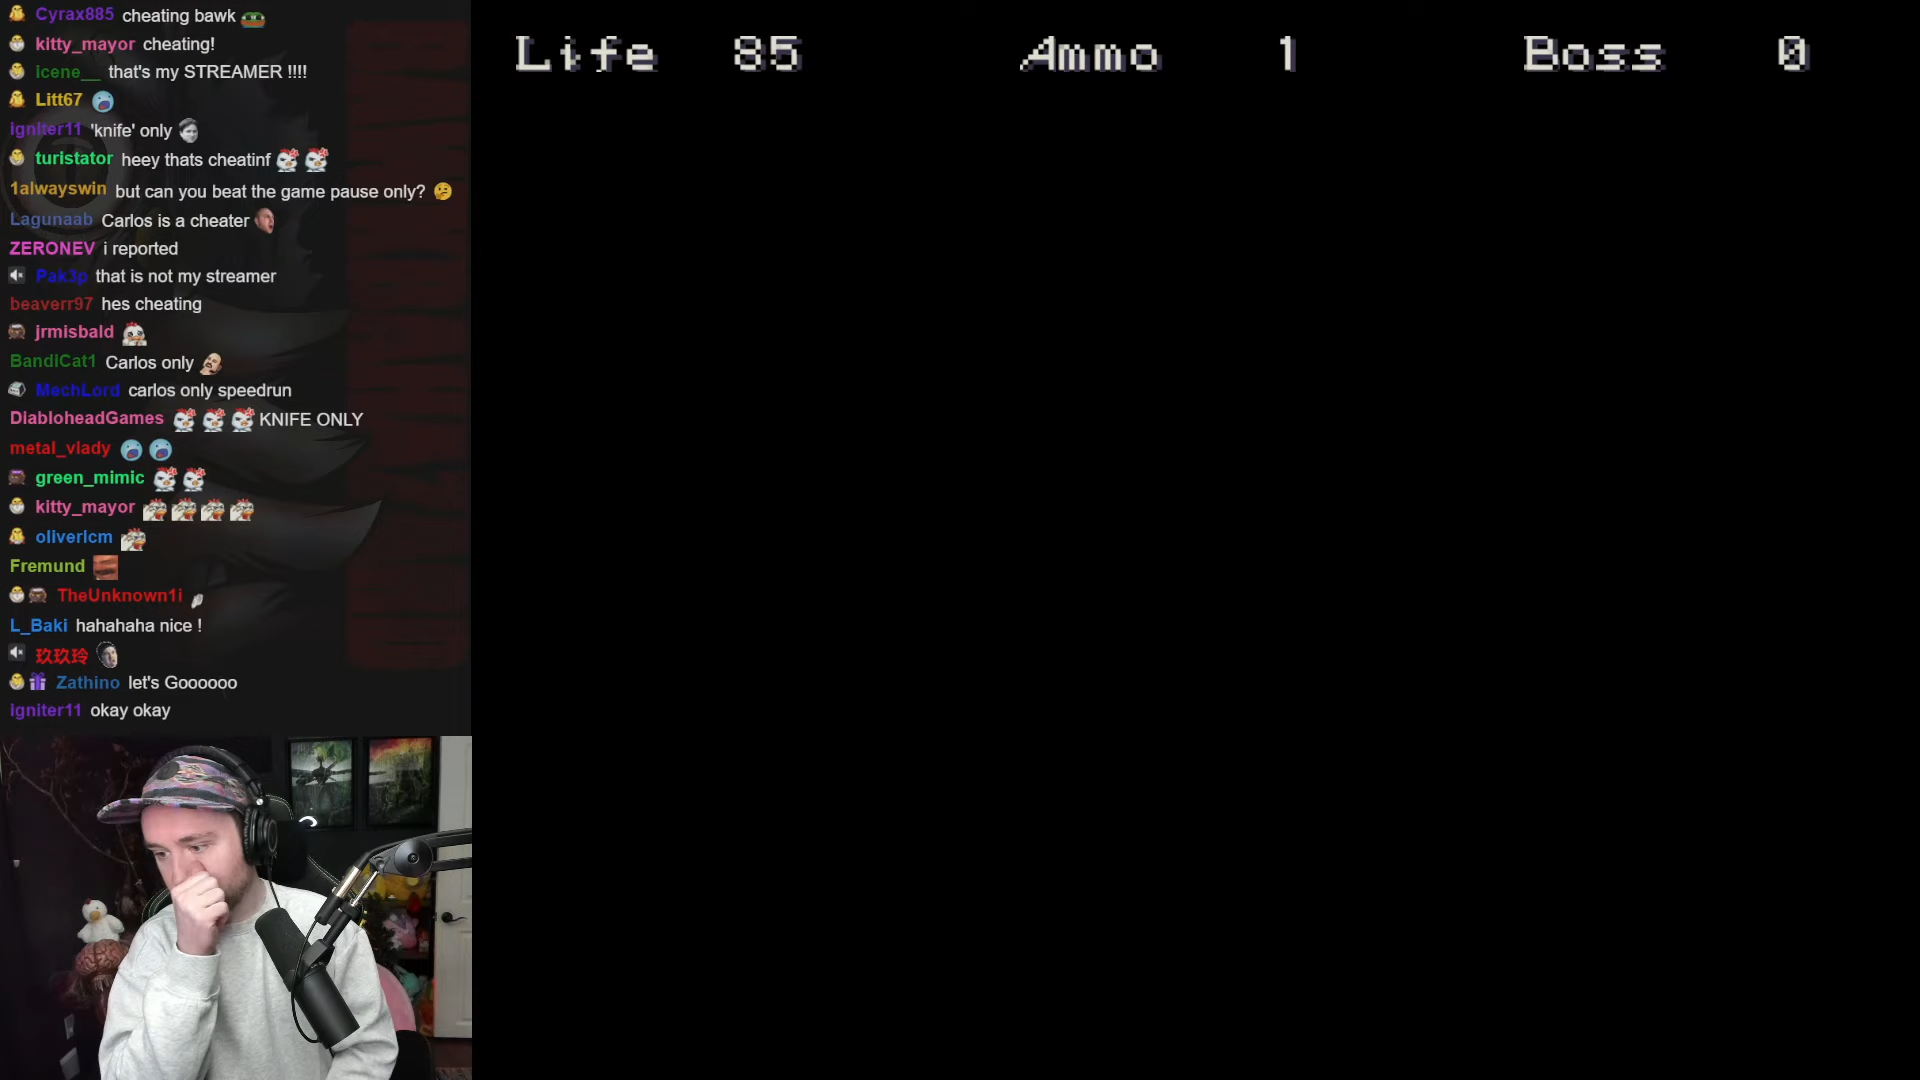 Cyrax885 cheating bawk
kitty_mayor cheating!
icene__ that's my STREAMER !!!!
Litt67
Igniter11 'knife' only
turistator heey thats cheatinf
1alwayswin but can you beat the game pause only?
Lagunaab Carlos is a cheater
ZERONEV i reported
Pak3p that is not my streamer
beaverr97 hes cheating
jrmisbald
BandiCat1 Carlos only
MechLord carlos only speedrun
DiabloheadGames KNIFE ONLY
metal_vlady
green_mimic
kitty_mayor
oliverlcm
Fremund
TheUnknown1i
L_Baki hahahaha nice !
玖玖玲
Zathino let's Goooooo
Igniter11 okay okay
Life 85 Ammo 1 Boss 0